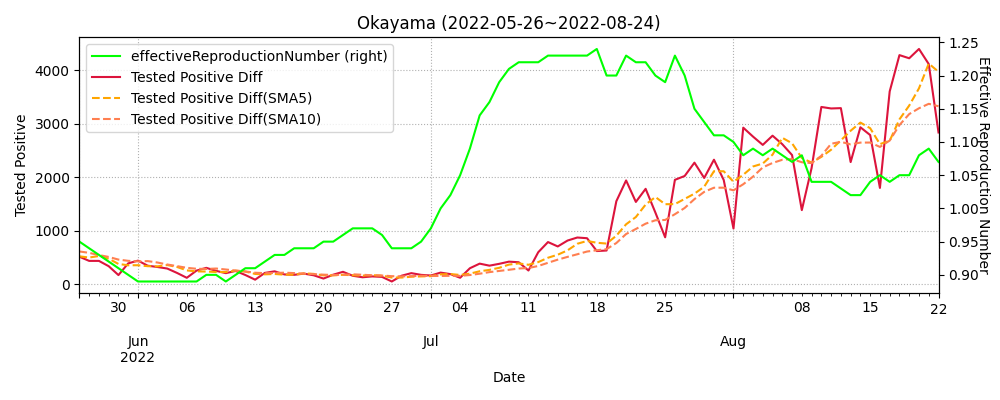 Okayama (2022-05-26~2022-08-24)
effectiveReproductionNumber (right)
Tested Positive Diff
Tested Positive Diff(SMA5)
Tested Positive Diff(SMA10)
Tested Positive
4000
3000
2000
1000
0
1.25
1.20
1.15
1.10
1.05
1.00
0.95
0.90
Effective Reproduction Number
30 06 13 20 27 04 11 18 25 08 15 22
Jun Jul Aug
2022
Date